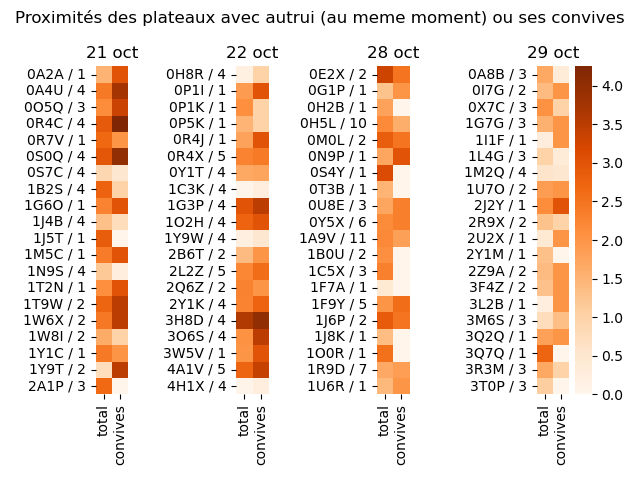 Proximités des plateaux avec autrui (au meme moment) ou ses convives
21 oct
0A2A / 1
0A4U / 4
0O5Q / 3
0R4C / 4
0R7V / 1
0S0Q / 4
0S7C / 4
1B2S / 4
1G6O / 1
1J4B / 4
1J5T / 1
1M5C / 1
1N9S / 4
1T2N / 1
1T9W / 2
1W6X / 2
1W8I / 2
1Y1C / 1
1Y9T / 2
2A1P / 3
total
convives
22 oct
0H8R / 4
0P1I / 1
0P1K / 1
0P5K / 1
0R4J / 1
0R4X / 5
0Y1T / 4
1C3K / 4
1G3P / 4
1O2H / 4
1Y9W / 4
2B6T / 2
2L2Z / 5
2Q6Z / 2
2Y1K / 4
3H8D / 4
3O6S / 4
3W5V / 1
4A1V / 5
4H1X / 4
total
convives
28 oct
0E2X / 2
0G1P / 1
0H2B / 1
0H5L / 10
0M0L / 2
0N9P / 1
0S4Y / 1
0T3B / 1
0U8E / 3
0Y5X / 6
1A9V / 11
1B0U / 2
1C5X / 3
1F7A / 1
1F9Y / 5
1J6P / 2
1J8K / 1
1O0R / 1
1R9D / 7
1U6R / 1
total
convives
29 oct
0A8B / 3
0I7G / 2
0X7C / 3
1G7G / 3
1I1F / 1
1L4G / 3
1M2Q / 4
1U7O / 2
2J2Y / 1
2R9X / 2
2U2X / 1
2Y1M / 1
2Z9A / 2
3F4Z / 2
3L2B / 1
3M6S / 3
3Q2Q / 1
3Q7Q / 1
3R3M / 3
3T0P / 3
total
convives
4.0
3.5
3.0
2.5
2.0
1.5
1.0
0.5
0.0